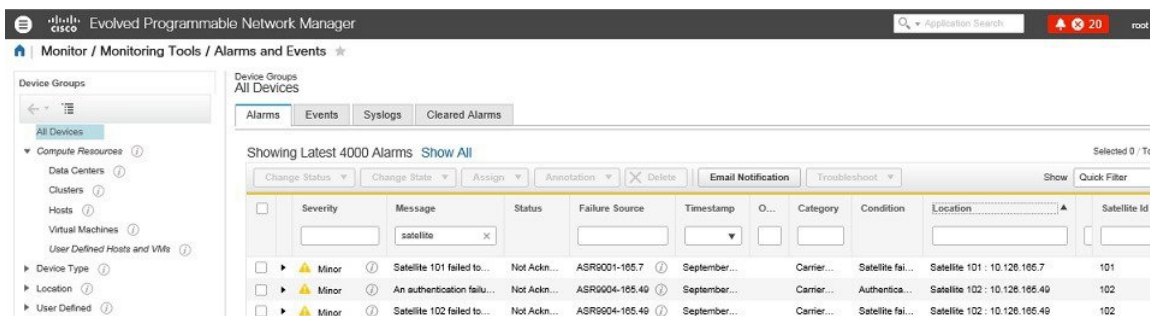 cisco Evolved Programmable Network Manager Application Search 20 root
Monitor / Monitoring Tools / Alarms and Events
Device Groups
All Devices
Compute Resources
Data Centers
Clusters
Hosts
Virtual Machines
User Defined Hosts and VMs
Device Type
Location
User Defined
Device Groups
All Devices
Alarms Events Syslogs Cleared Alarms
Showing Latest 4000 Alarms Show All Selected 0 / To
Change Status Change State Assign Annotation Delete Email Notification Troubleshoot Show Quick Filter
Severity Message Status Failure Source Timestamp O... Category Condition Location Satellite Id
satellite
Minor Satellite 101 failed to... Not Ackn... ASR9001-165.7 September... Carrier... Satellite fai... Satellite 101 : 10.126.165.7 101
Minor An authentication failu... Not Ackn... ASR9904-165.49 September... Carrier... Authentica... Satellite 102 : 10.126.165.49 102
Minor Satellite 102 failed to... Not Ackn... ASR9904-165.49 September... Carrier... Satellite fai... Satellite 102 : 10.126.165.49 102